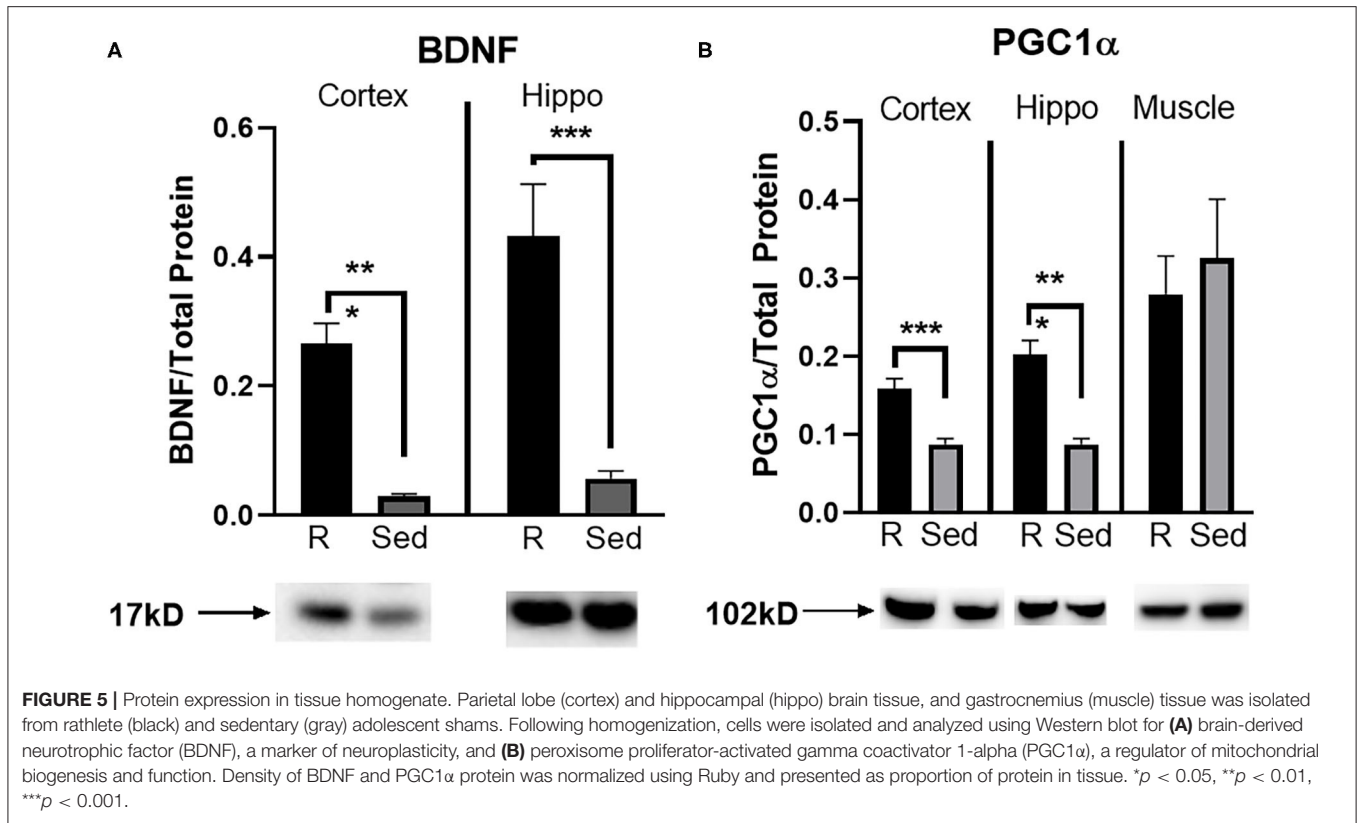 A
BDNF
Cortex
Hippo
BDNF/Total Protein
0.6
0.4
0.2
0.0
**
*
***
R
Sed
R
Sed
17kD
B
PGC1α
Cortex
Hippo
Muscle
PGC1α/Total Protein
0.5
0.4
0.3
0.2
0.1
0.0
***
**
*
R
Sed
R
Sed
R
Sed
102kD
FIGURE 5 | Protein expression in tissue homogenate. Parietal lobe (cortex) and hippocampal (hippo) brain tissue, and gastrocnemius (muscle) tissue was isolated
from rathlete (black) and sedentary (gray) adolescent shams. Following homogenization, cells were isolated and analyzed using Western blot for (A) brain-derived
neurotrophic factor (BDNF), a marker of neuroplasticity, and (B) peroxisome proliferator-activated gamma coactivator 1-alpha (PGC1α), a regulator of mitochondrial
biogenesis and function. Density of BDNF and PGC1α protein was normalized using Ruby and presented as proportion of protein in tissue. *p < 0.05, **p < 0.01,
***p < 0.001.